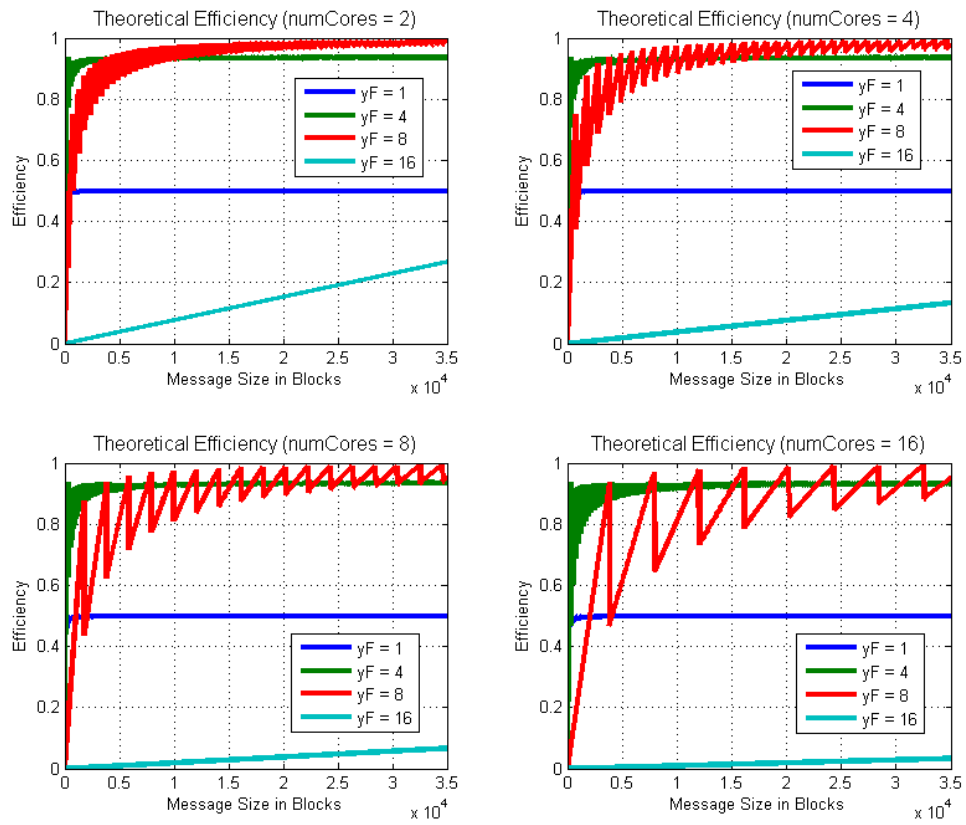 Theoretical Efficiency (numCores = 2)
1
0.8
0.6
0.4
0.2
0
Efficiency
yF = 1
yF = 4
yF = 8
yF = 16
0 0.5 1 1.5 2 2.5 3 3.5
Message Size in Blocks
x 10^4
Theoretical Efficiency (numCores = 4)
1
0.8
0.6
0.4
0.2
0
Efficiency
yF = 1
yF = 4
yF = 8
yF = 16
0 0.5 1 1.5 2 2.5 3 3.5
Message Size in Blocks
x 10^4
Theoretical Efficiency (numCores = 8)
1
0.8
0.6
0.4
0.2
0
Efficiency
yF = 1
yF = 4
yF = 8
yF = 16
0 0.5 1 1.5 2 2.5 3 3.5
Message Size in Blocks
x 10^4
Theoretical Efficiency (numCores = 16)
1
0.8
0.6
0.4
0.2
0
Efficiency
yF = 1
yF = 4
yF = 8
yF = 16
0 0.5 1 1.5 2 2.5 3 3.5
Message Size in Blocks
x 10^4